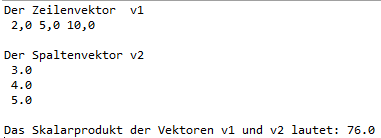 Der Zeilenvektor  v1
2,0 5,0 10,0
Der Spaltenvektor v2
3.0
4.0
5.0
Das Skalarprodukt der Vektoren v1 und v2 lautet: 76.0